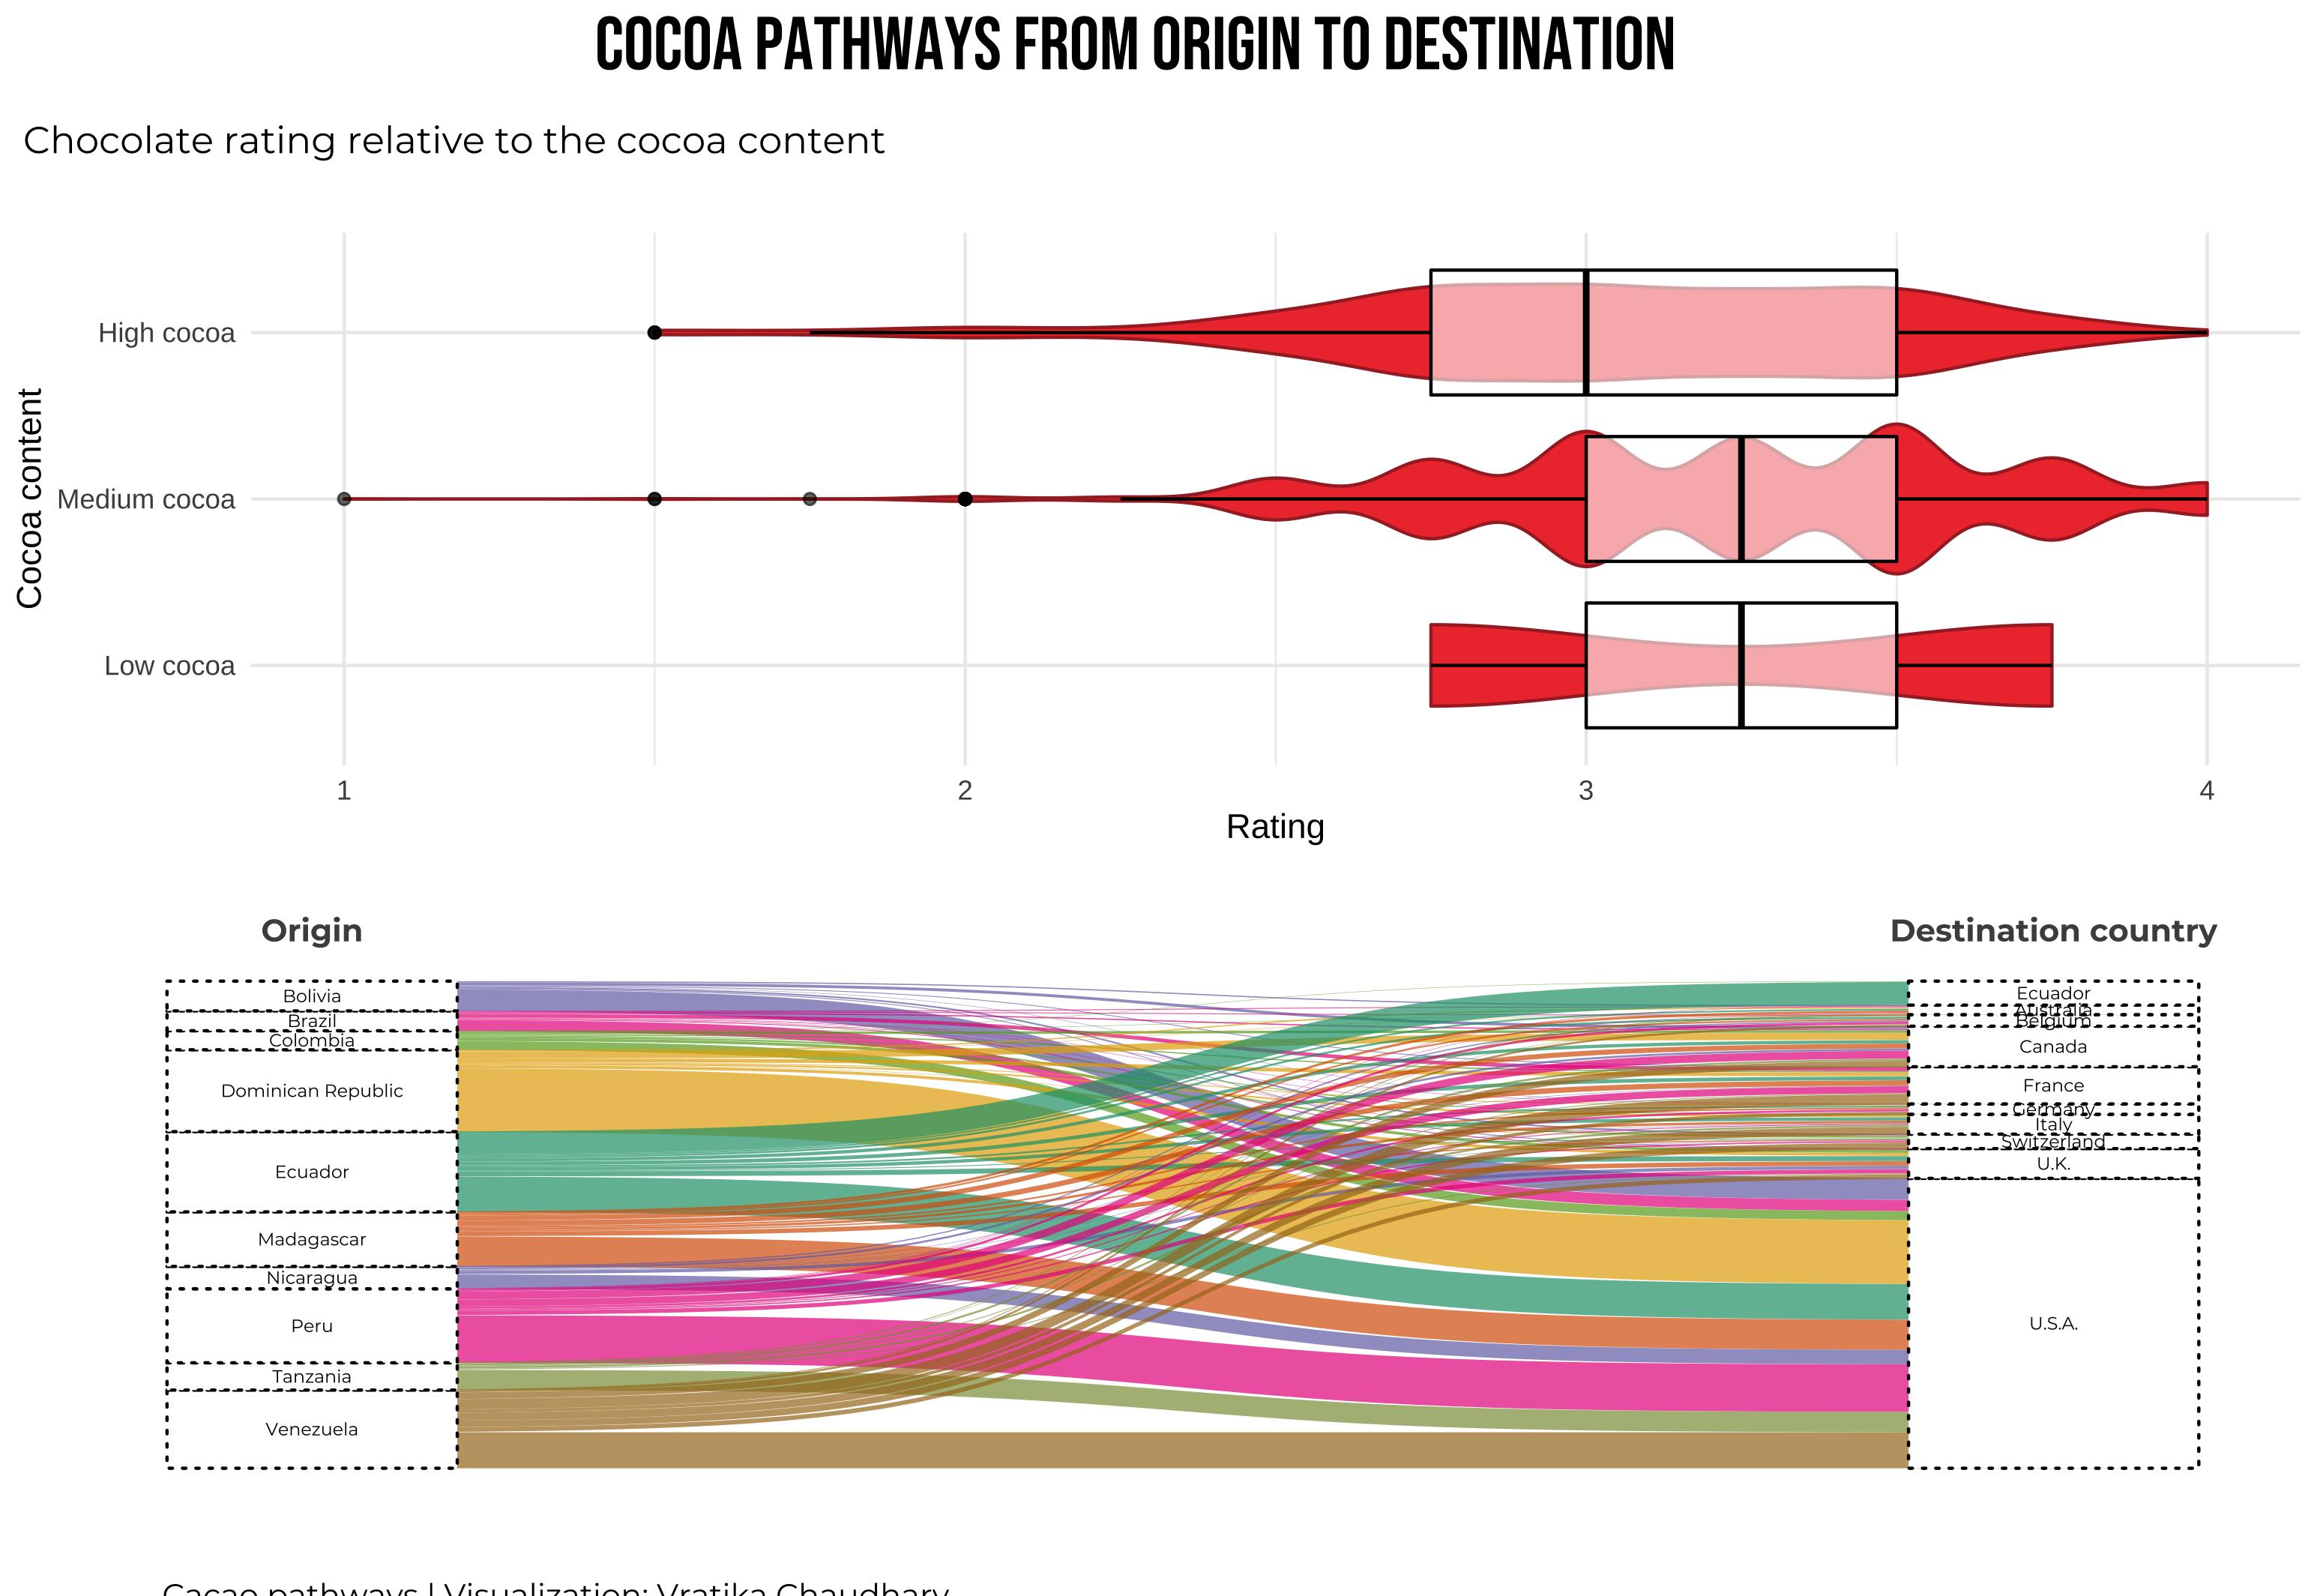 COCOA PATHWAYS FROM ORIGIN TO DESTINATION
Chocolate rating relative to the cocoa content
Cocoa content
High cocoa
Medium cocoa
Low cocoa
1 2 3 4
Rating
Origin
Destination country
Bolivia
Brazil
Colombia
Dominican Republic
Ecuador
Madagascar
Nicaragua
Peru
Tanzania
Venezuela
Ecuador
Australia
Belgium
Canada
France
Germany
Italy
Switzerland
U.K.
U.S.A.
Cacao pathways | Visualization: Vratika Chaudhary